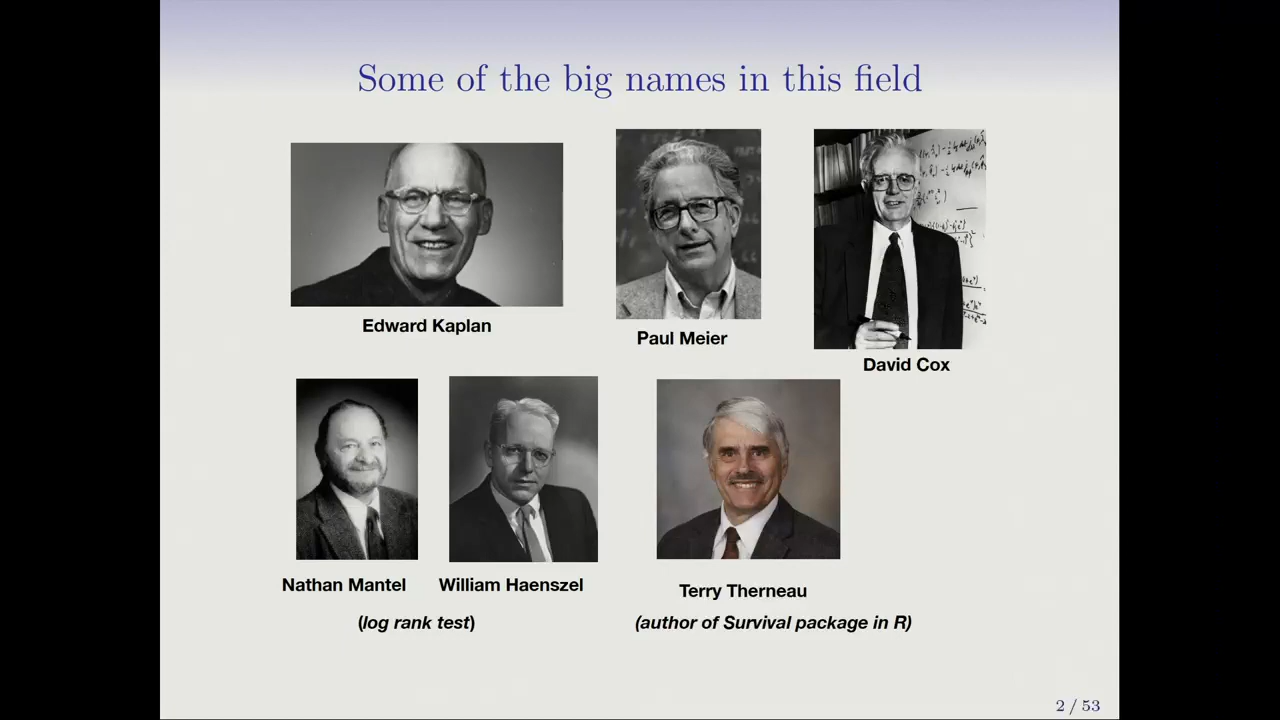 Some of the big names in this field
Edward Kaplan
Paul Meier
David Cox
Nathan Mantel
William Haenszel
Terry Therneau
(log rank test)
(author of Survival package in R)
2 / 53